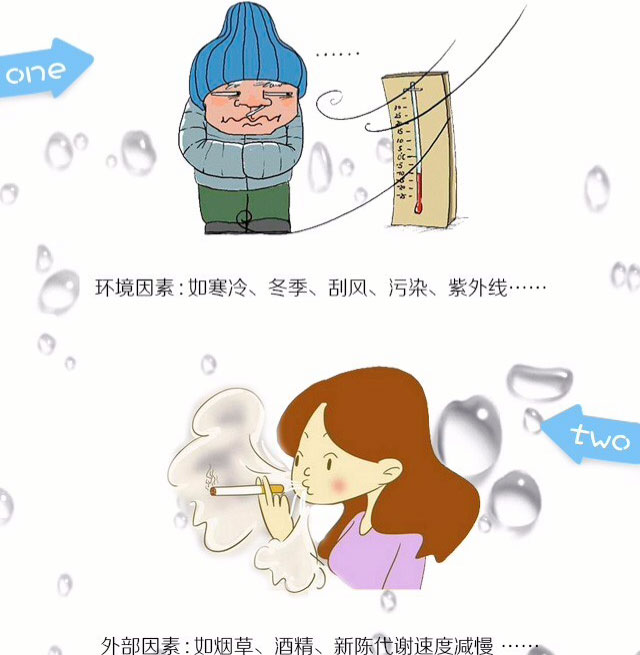 one
……
环境因素：如寒冷、冬季、刮风、污染、紫外线……
two
外部因素：如烟草、酒精、新陈代谢速度减慢 ……